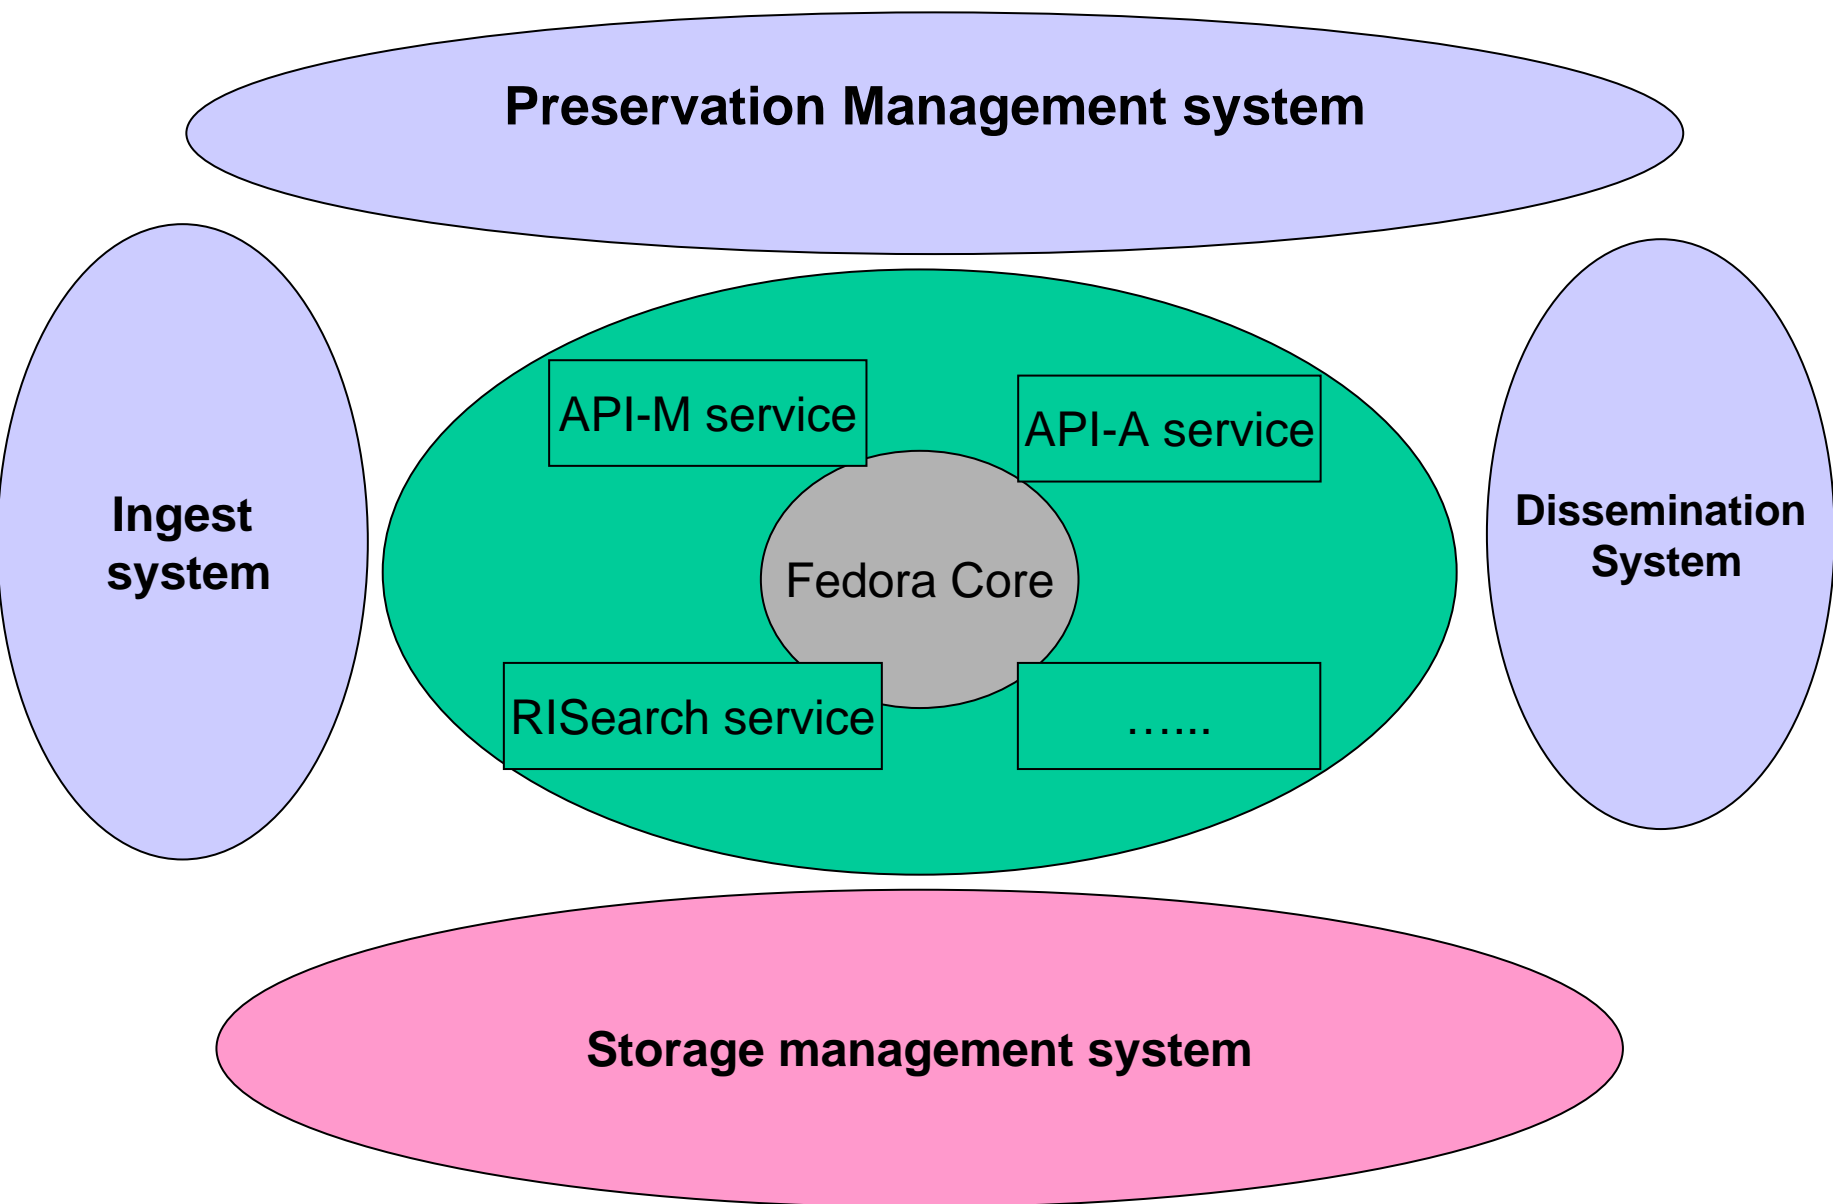 Preservation Management system
API-M service
API-A service
Ingest
system
Dissemination
System
Fedora Core
RISearch service
…...
Storage management system